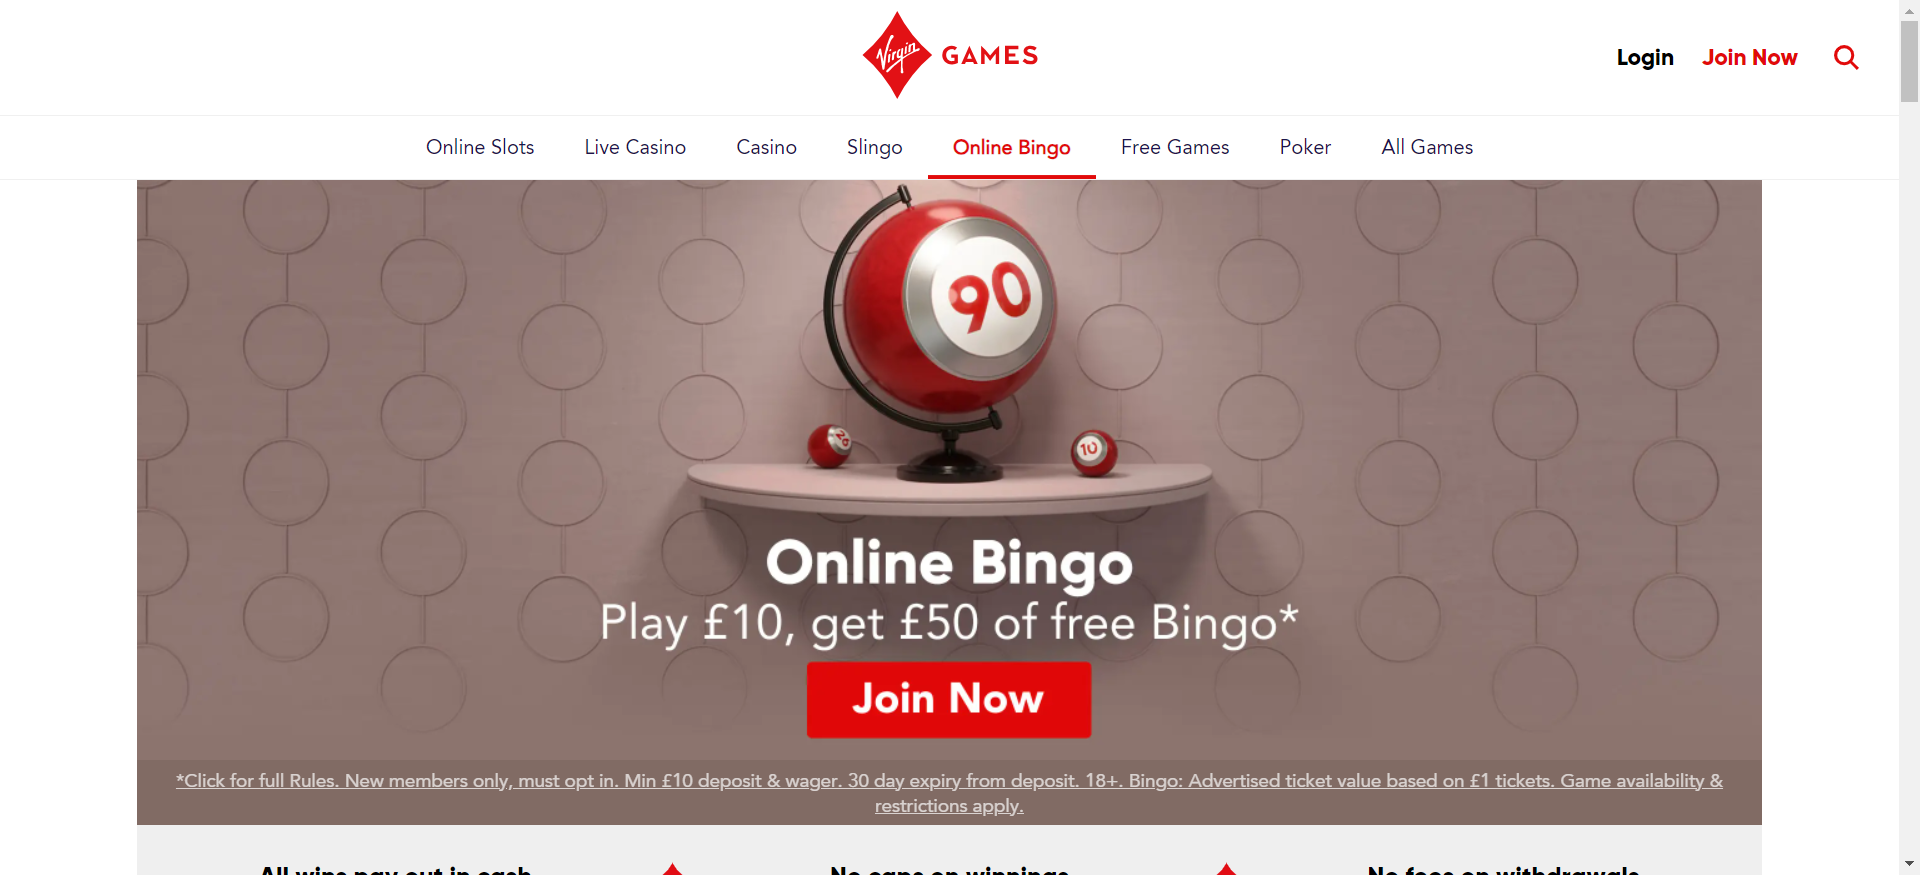 Virgin GAMES
Login Join Now
Online Slots Live Casino Casino Slingo Online Bingo Free Games Poker All Games
90
26
10
Online Bingo
Play £10, get £50 of free Bingo*
Join Now
*Click for full Rules. New members only, must opt in. Min £10 deposit & wager. 30 day expiry from deposit. 18+. Bingo: Advertised ticket value based on £1 tickets. Game availability &
restrictions apply.
All wins pay out in cash No caps on winnings No fees on withdrawals